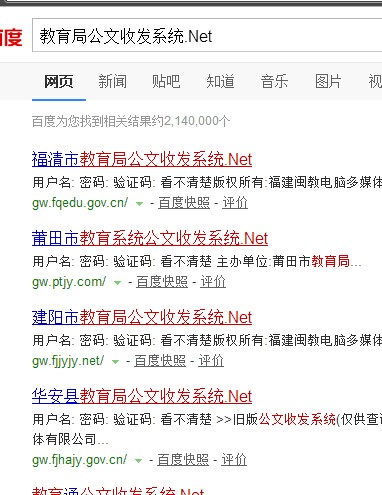 百度
教育局公文收发系统.Net
网页 新闻 贴吧 知道 音乐 图片 视
百度为您找到相关结果约2,140,000个
福清市教育局公文收发系统.Net
用户名: 密码: 验证码: 看不清楚版权所有:福建闽教电脑多媒体
gw.fqedu.gov.cn/ - 百度快照 - 评价
莆田市教育系统公文收发系统.Net
用户名: 密码: 验证码: 看不清楚 主办单位:莆田市教育局...
gw.ptjy.com/ - 百度快照 - 评价
建阳市教育局公文收发系统.Net
用户名: 密码: 验证码: 看不清楚版权所有:福建闽教电脑多媒体
gw.fjjyjy.net/ - 百度快照 - 评价
华安县教育局公文收发系统.Net
用户名: 密码: 验证码: 看不清楚 >>旧版公文收发系统(仅供查询
体有限公司...
gw.fjhajy.gov.cn/ - 百度快照 - 评价
教育通公文收发系统.Net